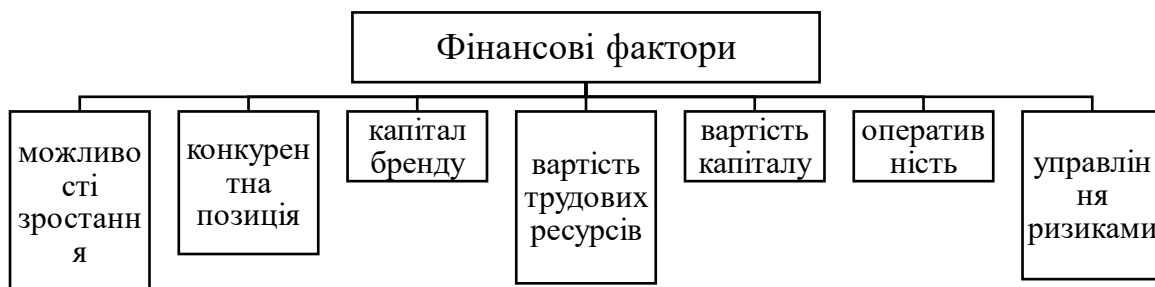 Фінансові фактори
можливо
сті
зростанн
я
конкурен
тна
позиція
капітал
бренду
вартість
трудових
ресурсів
вартість
капіталу
оператив
ність
управлін
ня
ризиками